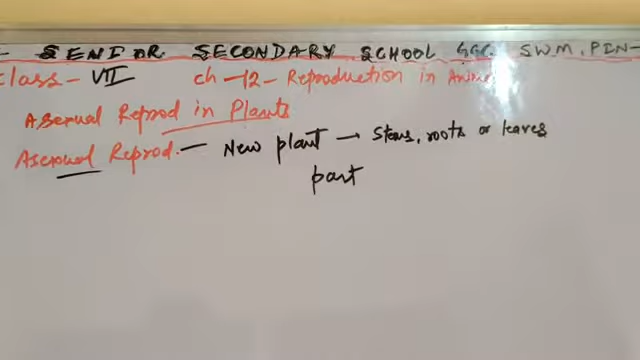 SENIOR SECONDARY SCHOOL SEC. SWM, PIN-
Class - VII ch-12 - Reproduction in
Asexual Reprod in Plants
Asexual Reprod. - New plant → Stems, roots or leaves
part